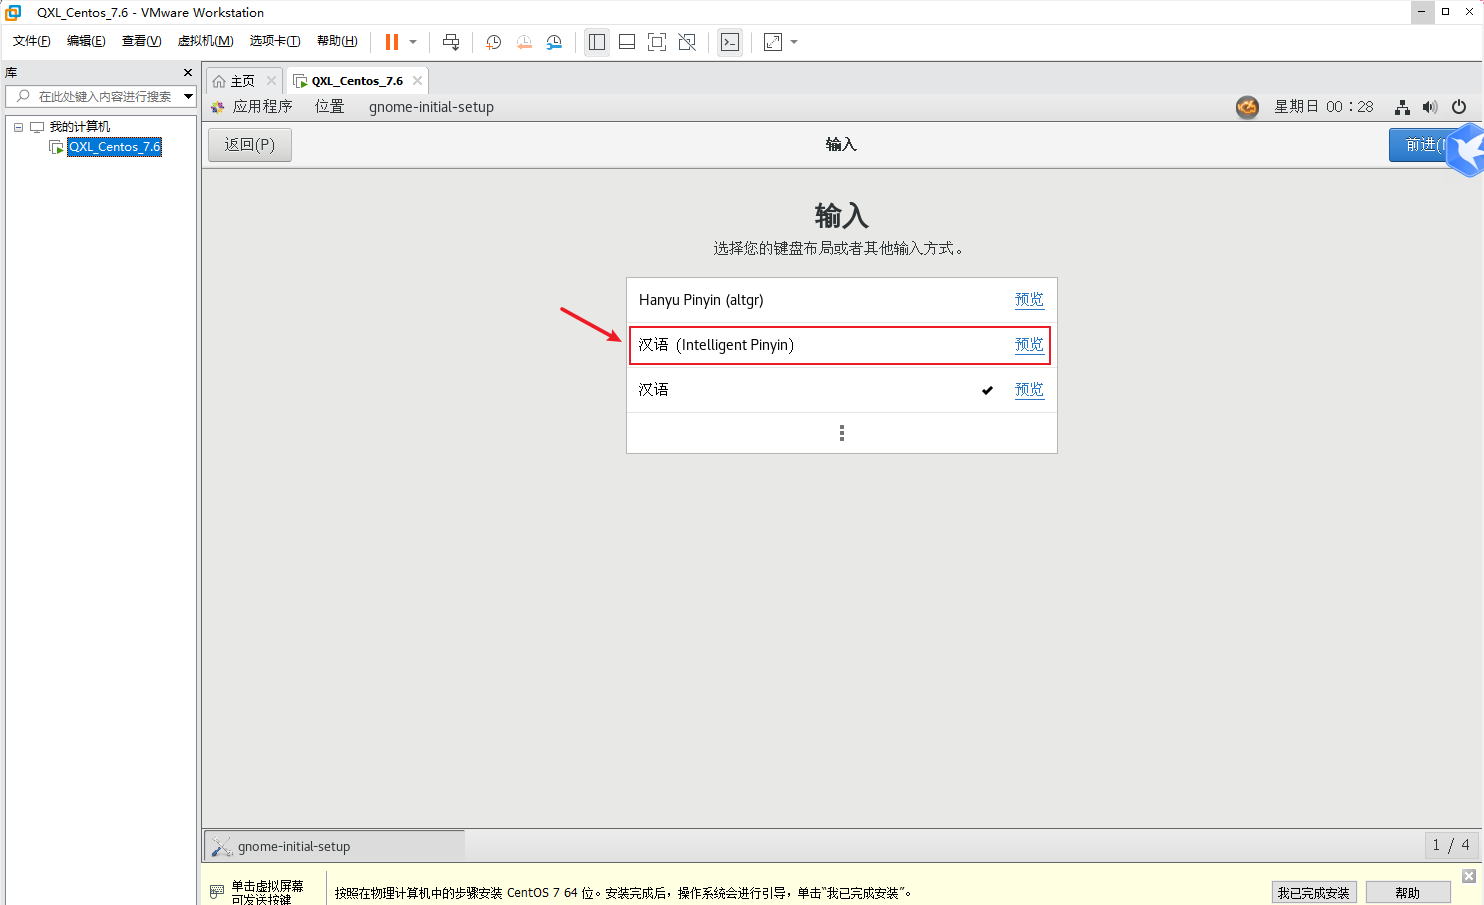 QXL_Centos_7.6 - VMware Workstation
文件(F) 编辑(E) 查看(V) 虚拟机(M) 选项卡(T) 帮助(H)
库
在此处键入内容进行搜索
我的计算机
QXL_Centos_7.6
主页 QXL_Centos_7.6
应用程序 位置 gnome-initial-setup 星期日 00：28
返回(P) 输入 前进(
输入
选择您的键盘布局或者其他输入方式。
Hanyu Pinyin (altgr) 预览
汉语（Intelligent Pinyin） 预览
汉语 预览
gnome-initial-setup 1 / 4
单击虚拟屏幕
可发送按键
按照在物理计算机中的步骤安装 CentOS 7 64 位。安装完成后，操作系统会进行引导，单击“我已完成安装”。
我已完成安装 帮助